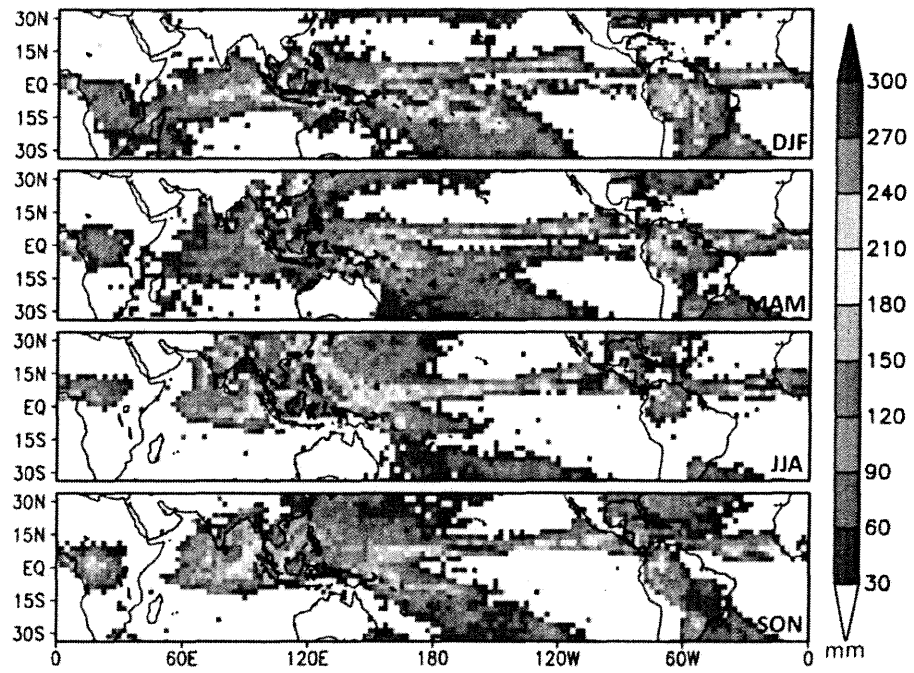 30N
15N
EQ
15S
30S
DJF
30N
15N
EQ
15S
30S
MAM
30N
15N
EQ
15S
30S
JJA
30N
15N
EQ
15S
30S
SON
0 60E 120E 180 120W 60W 0
300
270
240
210
180
150
120
90
60
30
mm